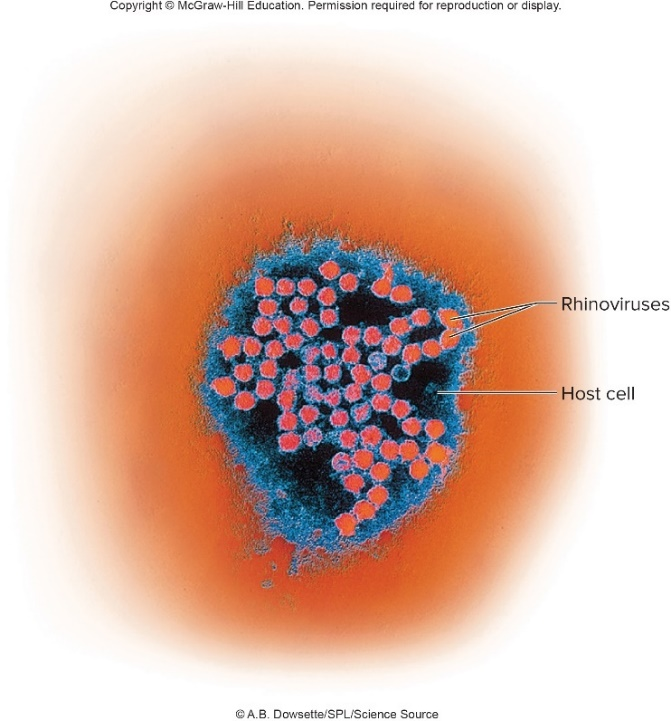 Copyright © McGraw-Hill Education. Permission required for reproduction or display.
Rhinoviruses
Host cell
© A.B. Dowsette/SPL/Science Source